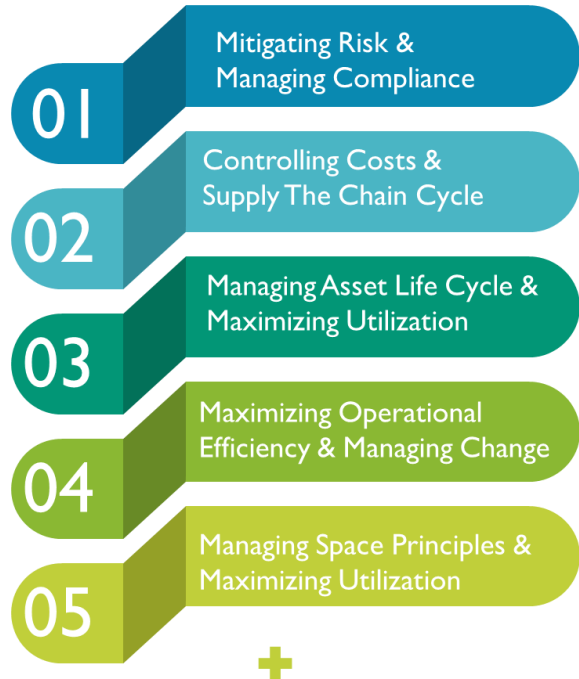 01
Mitigating Risk &
Managing Compliance
02
Controlling Costs &
Supply The Chain Cycle
03
Managing Asset Life Cycle &
Maximizing Utilization
04
Maximizing Operational
Efficiency & Managing Change
05
Managing Space Principles &
Maximizing Utilization
+